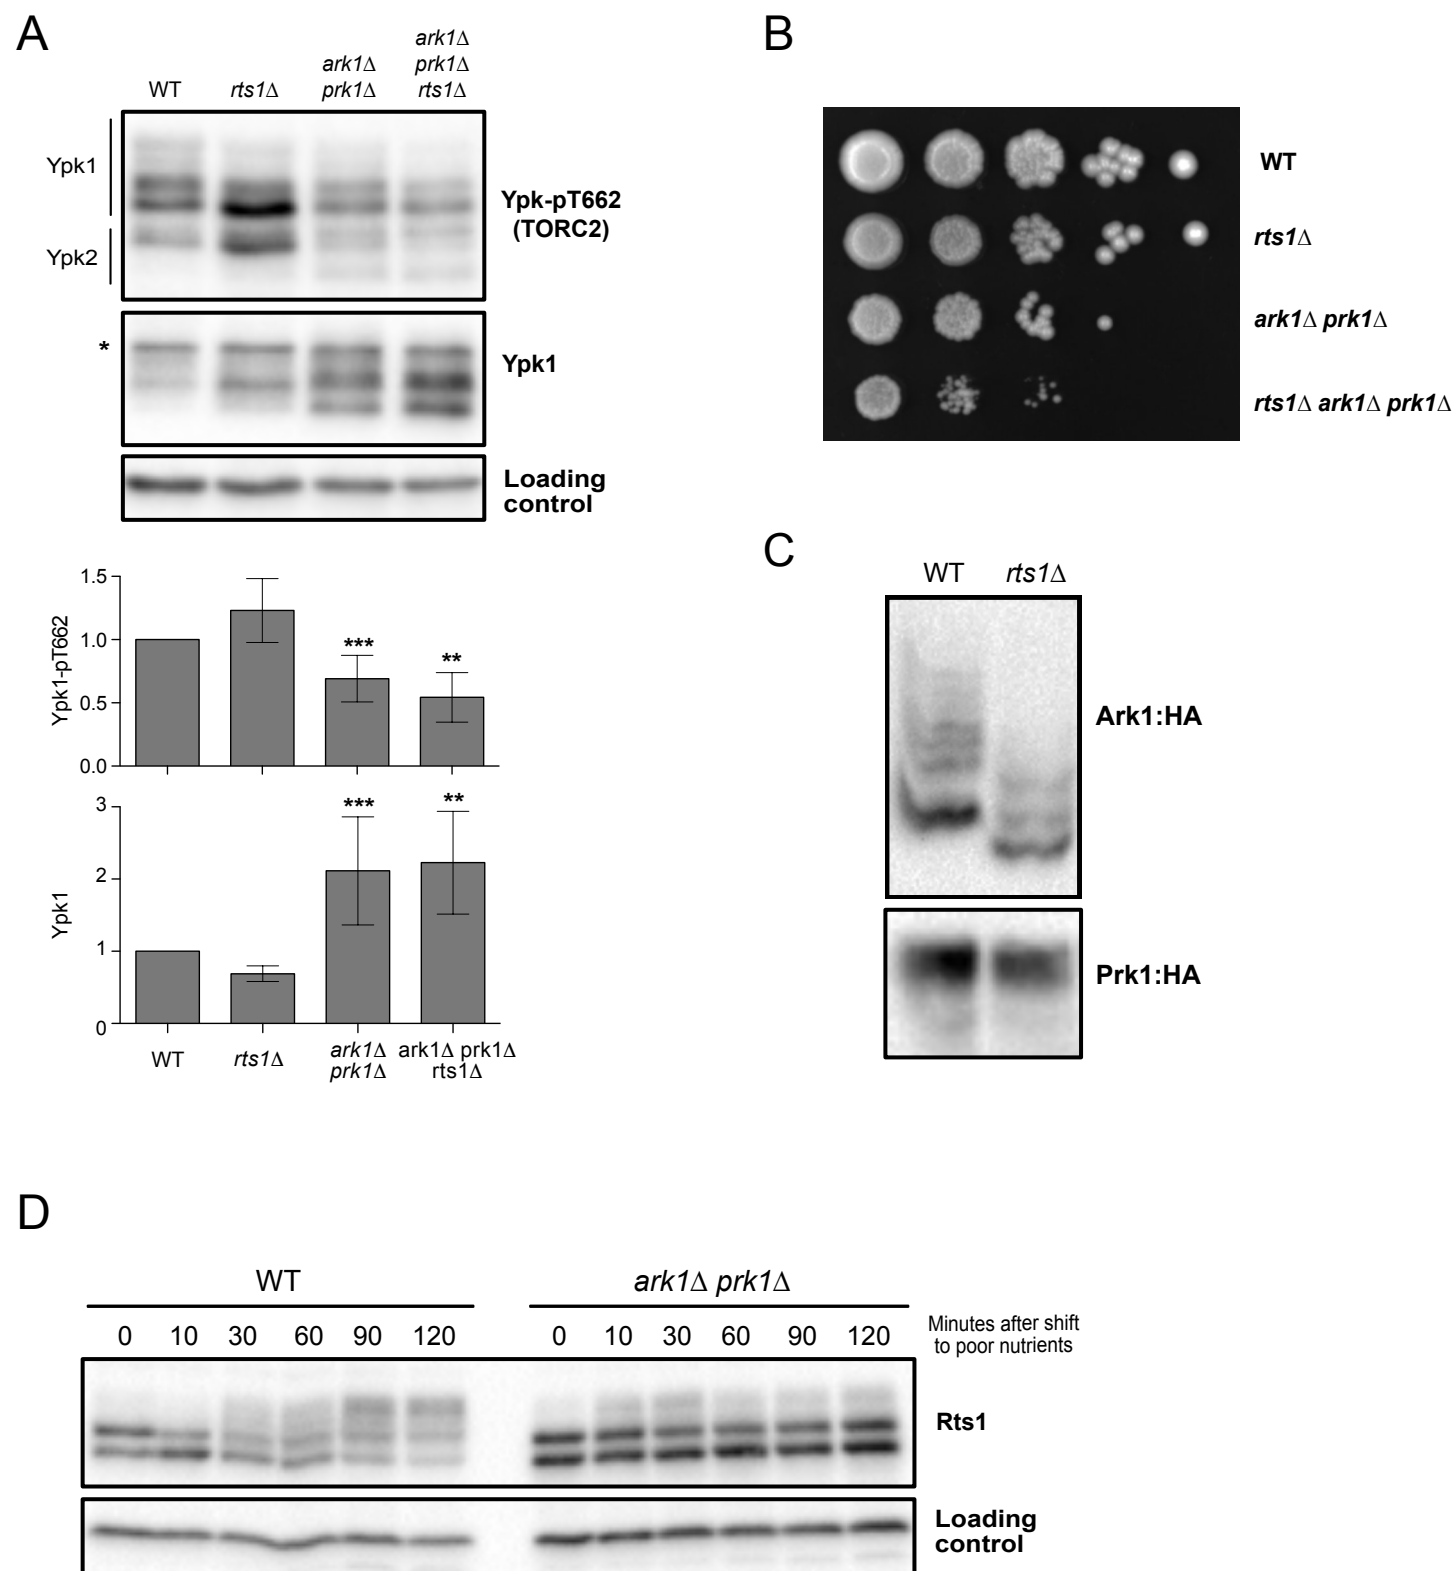 A
WT
rts1Δ
ark1Δ
prk1Δ
ark1Δ
prk1Δ
rts1Δ
Ypk1
Ypk2
Ypk-pT662
(TORC2)
*
Ypk1
Loading
control
Ypk1-pT662
1.5
1.0
0.5
0.0
***
**
Ypk1
3
2
1
0
***
**
WT
rts1Δ
ark1Δ
prk1Δ
ark1Δ prk1Δ
rts1Δ
B
WT
rts1Δ
ark1Δ prk1Δ
rts1Δ ark1Δ prk1Δ
C
WT rts1Δ
Ark1:HA
Prk1:HA
D
WT
ark1Δ prk1Δ
0 10 30 60 90 120
0 10 30 60 90 120
Minutes after shift
to poor nutrients
Rts1
Loading
control